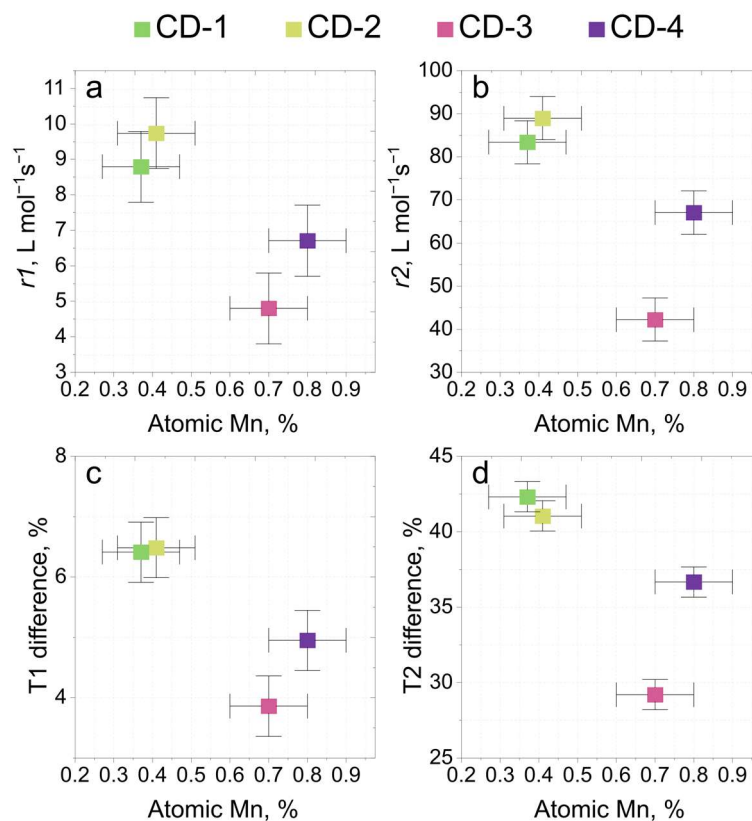 CD-1 CD-2 CD-3 CD-4
a
11
10
9
8
7
6
5
4
3
r1, L mol⁻¹s⁻¹
0.2 0.3 0.4 0.5 0.6 0.7 0.8 0.9
Atomic Mn, %
b
100
90
80
70
60
50
40
30
r2, L mol⁻¹s⁻¹
0.2 0.3 0.4 0.5 0.6 0.7 0.8 0.9
Atomic Mn, %
c
8
6
4
T1 difference, %
0.2 0.3 0.4 0.5 0.6 0.7 0.8 0.9
Atomic Mn, %
d
45
40
35
30
25
T2 difference, %
0.2 0.3 0.4 0.5 0.6 0.7 0.8 0.9
Atomic Mn, %